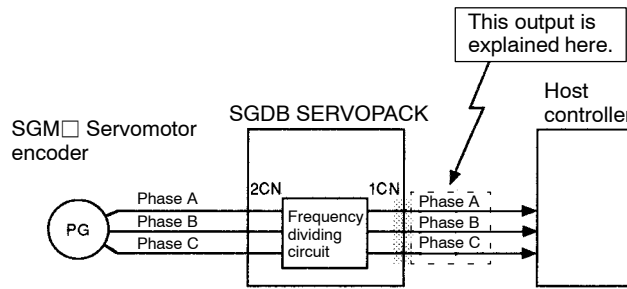 This output is
explained here.
SGDB SERVOPACK
Host
controller
SGM□ Servomotor
encoder
2CN
1CN
Phase A
Phase A
PG
Phase B
Frequency
dividing
circuit
Phase B
Phase C
Phase C